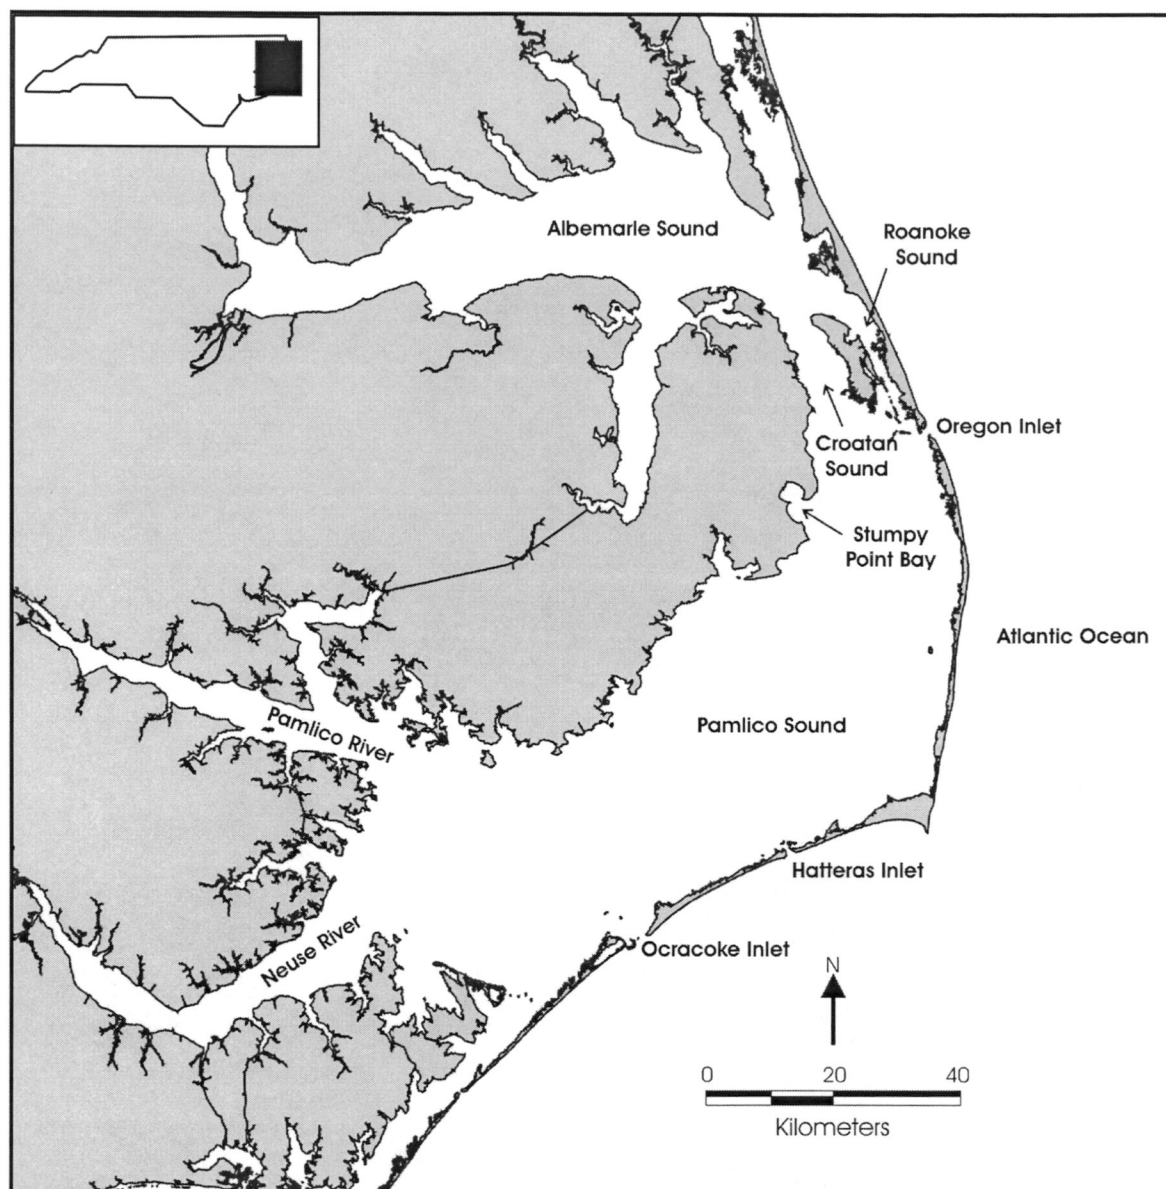 Albemarle Sound
Roanoke
Sound
Oregon Inlet
Croatan
Sound
Stumpy
Point Bay
Atlantic Ocean
Pamlico Sound
Pamlico River
Hatteras Inlet
Neuse River
Ocracoke Inlet
N
0 20 40
Kilometers